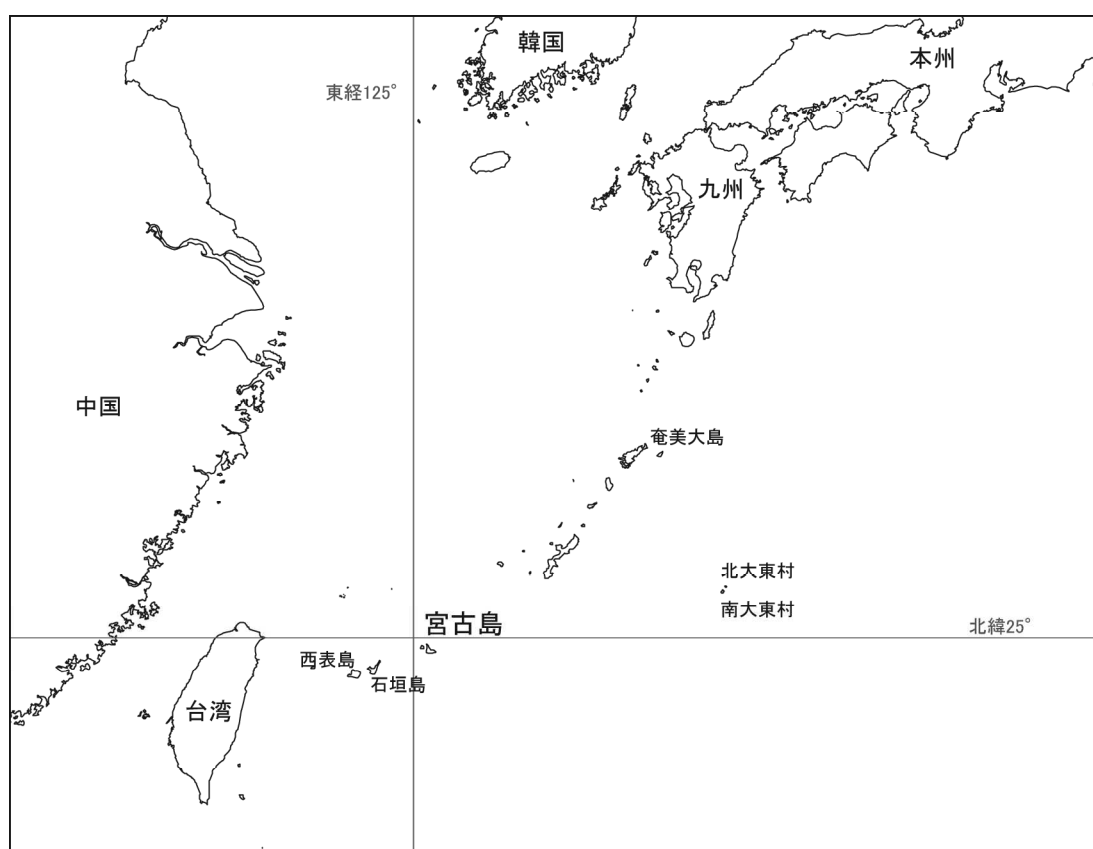 韓国
本州
東経125°
九州
中国
奄美大島
北大東村
南大東村
宮古島
北緯25°
西表島
石垣島
台湾